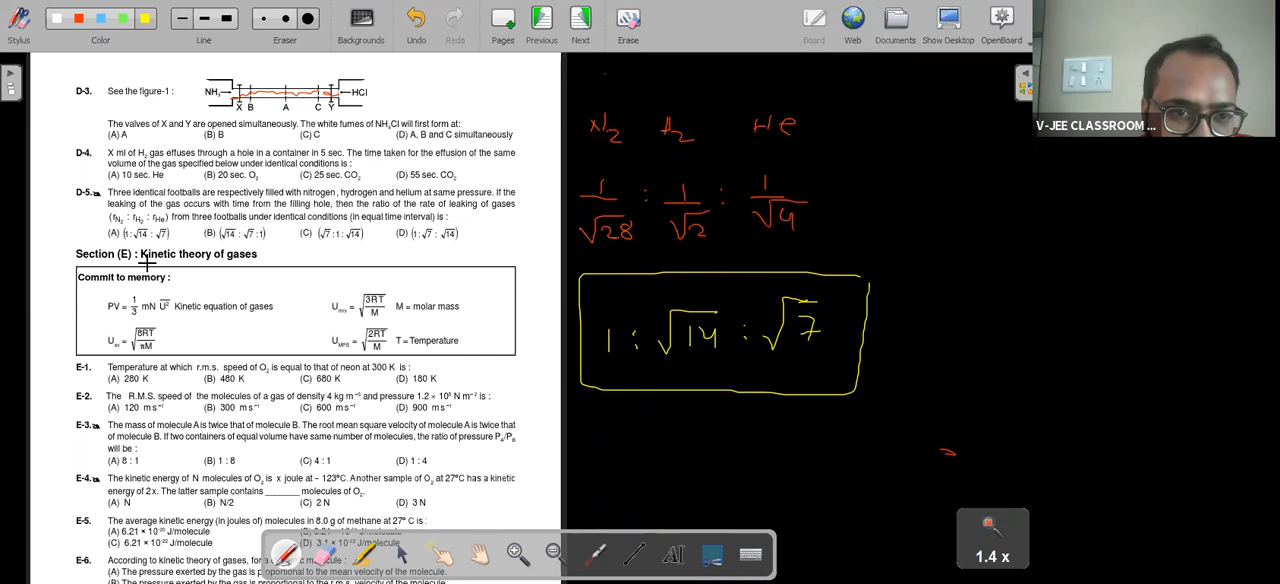 Stylus Color Line Eraser Backgrounds Undo Redo Pages Previous Next Erase Board Web Documents Show Desktop OpenBoard
V-JEE CLASSROOM ...
D-3. See the figure-1 :
NH₃ HCl
X B A C Y
The valves of X and Y are opened simultaneously. The white fumes of NH₄Cl will first form at:
(A) A (B) B (C) C (D) A, B and C simultaneously
D-4. X ml of H₂ gas effuses through a hole in a container in 5 sec. The time taken for the effusion of the same
volume of the gas specified below under identical conditions is :
(A) 10 sec. He (B) 20 sec. O₂ (C) 25 sec. CO₂ (D) 55 sec. CO₂
D-5. Three identical footballs are respectively filled with nitrogen , hydrogen and helium at same pressure. If the
leaking of the gas occurs with time from the filling hole, then the ratio of the rate of leaking of gases
(r_N₂ : r_H₂ : r_He) from three footballs under identical conditions (in equal time interval) is :
(A) (1:√14 : √7) (B) (√14 : √7 :1) (C) (√7 :1: √14) (D) (1: √7 : √14)
Section (E) : Kinetic theory of gases
Commit to memory :
PV = 1/3 mN U² Kinetic equation of gases U_rms = √(3RT/M) M = molar mass
U_av = √(8RT/πM) U_MPS = √(2RT/M) T = Temperature
E-1. Temperature at which r.m.s. speed of O₂ is equal to that of neon at 300 K is :
(A) 280 K (B) 480 K (C) 680 K (D) 180 K
E-2. The R.M.S. speed of the molecules of a gas of density 4 kg m⁻³ and pressure 1.2 × 10⁵ N m⁻² is :
(A) 120 m s⁻¹ (B) 300 m s⁻¹ (C) 600 m s⁻¹ (D) 900 m s⁻¹
E-3. The mass of molecule A is twice that of molecule B. The root mean square velocity of molecule A is twice that
of molecule B. If two containers of equal volume have same number of molecules, the ratio of pressure P_A/P_B
will be :
(A) 8 : 1 (B) 1 : 8 (C) 4 : 1 (D) 1 : 4
E-4. The kinetic energy of N molecules of O₂ is x joule at – 123ºC. Another sample of O₂ at 27ºC has a kinetic
energy of 2x. The latter sample contains _______ molecules of O₂.
(A) N (B) N/2 (C) 2 N (D) 3 N
E-5. The average kinetic energy (in joules of) molecules in 8.0 g of methane at 27º C is :
(A) 6.21 × 10⁻²⁰ J/molecule
(C) 6.21 × 10⁻²² J/molecule
E-6. According to kinetic theory of gases, for a
(A) The pressure exerted by the gas is proportional to the mean velocity of the molecule.
(B) The pressure exerted by the gas is proportional to the r.m.s. velocity of the molecule.
N₂ H₂ He
1/√28 : 1/√2 : 1/√4
1 : √14 : √7
1.4 x